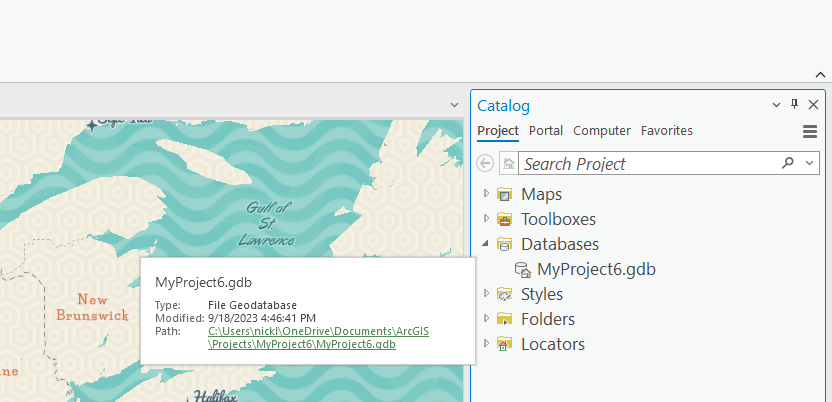 Sept-Îles
Gulf of
St.
Lawrence
New
Brunswick
Halifax
MyProject6.gdb
Type: File Geodatabase
Modified: 9/18/2023 4:46:41 PM
Path: C:\Users\nickl\OneDrive\Documents\ArcGIS
\Projects\MyProject6\MyProject6.gdb
Catalog
Project Portal Computer Favorites
Search Project
Maps
Toolboxes
Databases
MyProject6.gdb
Styles
Folders
Locators